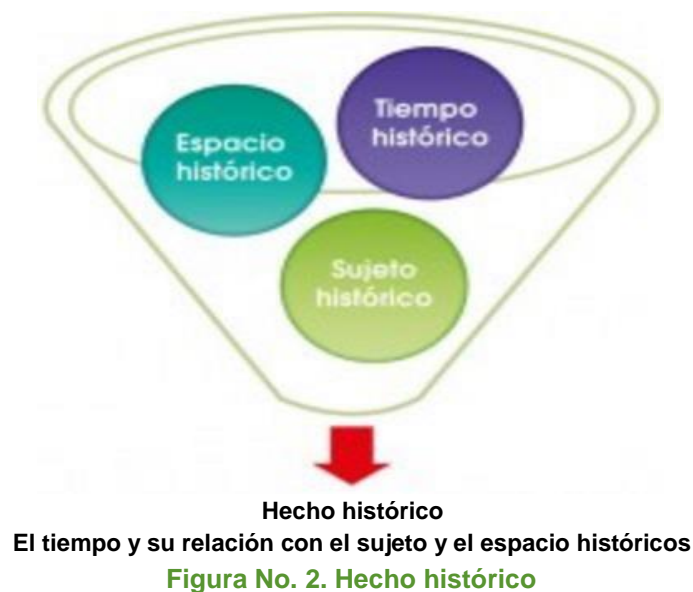 Tiempo
histórico
Espacio
histórico
Sujeto
histórico
Hecho histórico
El tiempo y su relación con el sujeto y el espacio históricos
Figura No. 2. Hecho histórico